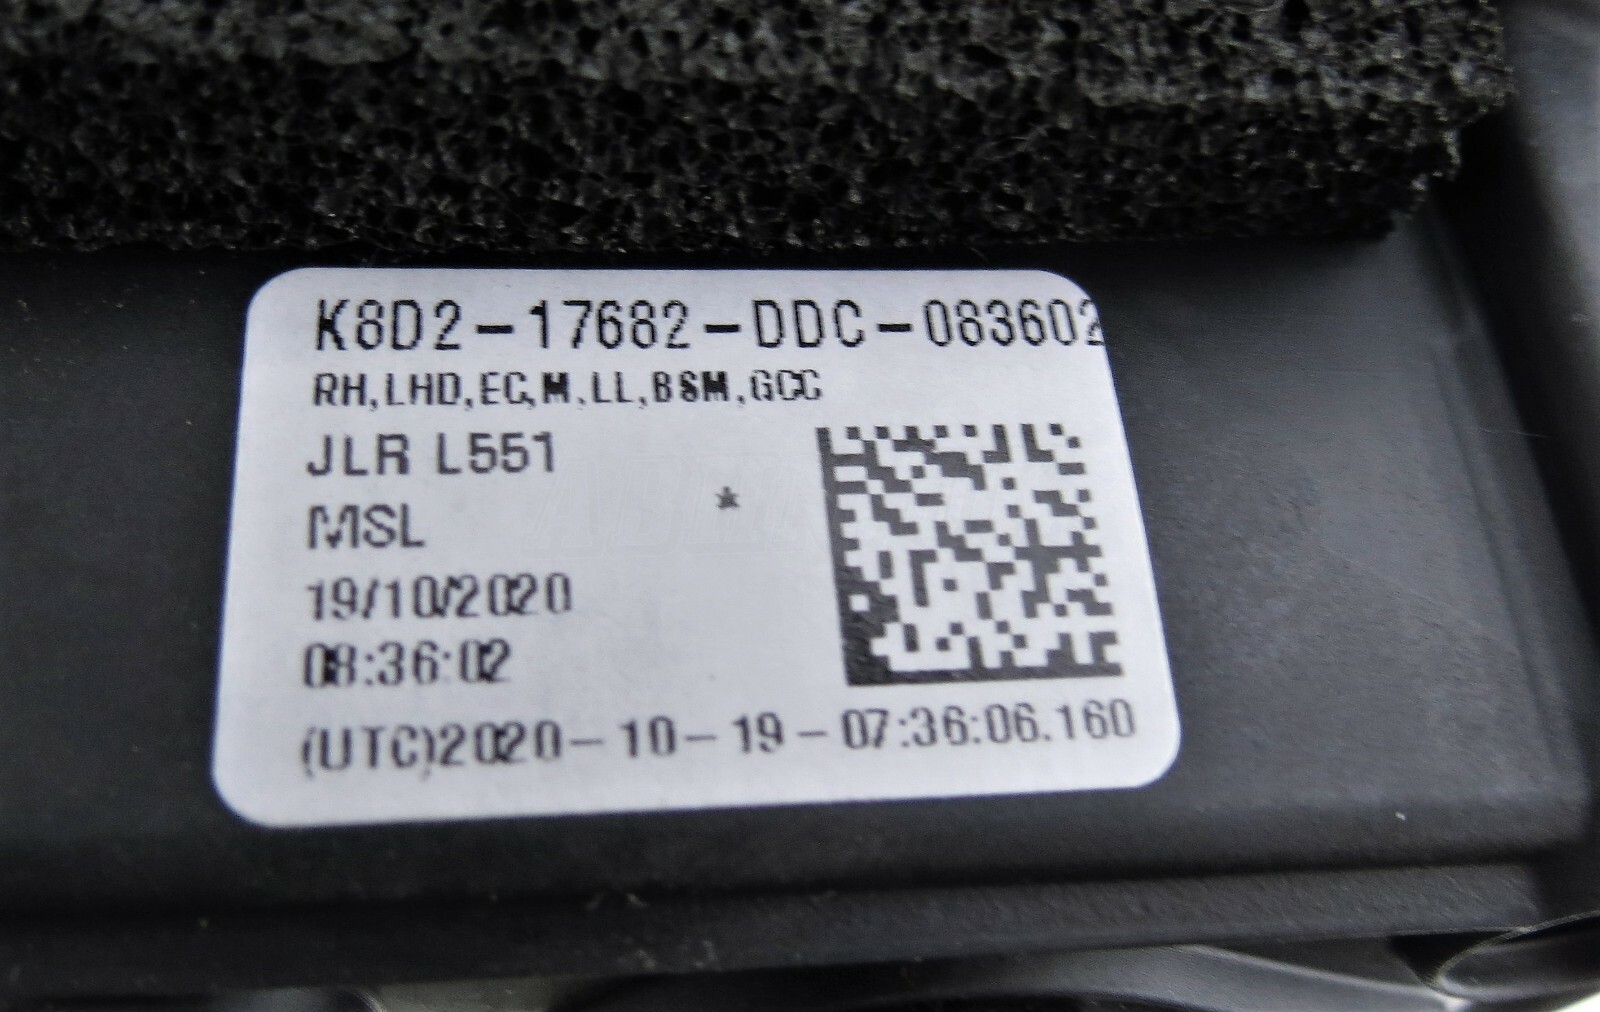 K8D2-17682-DDC-083602
RH,LHD,EC,M,LL,BSM,GCC
JLR L551
MSL
*
19/10/2020
08:36:02
(UTC)2020-10-19-07:36:06.160